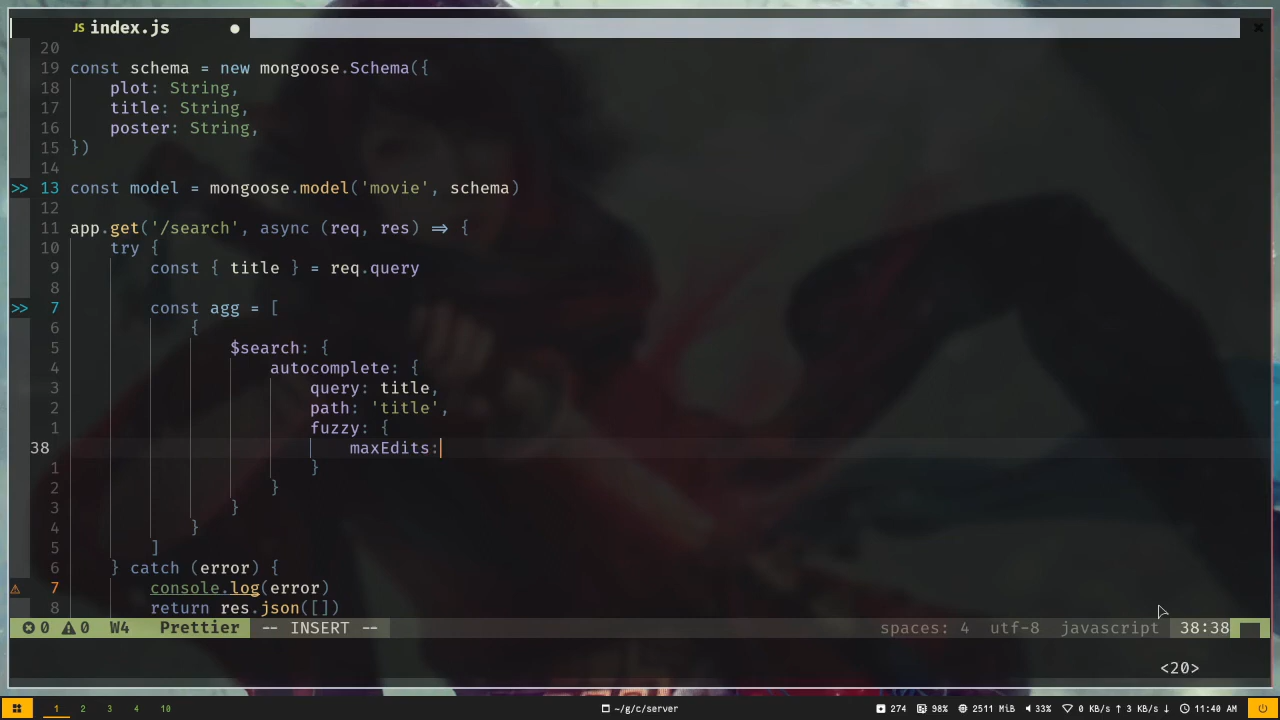 JS index.js ● ×
20
19 const schema = new mongoose.Schema({
18 plot: String,
17 title: String,
16 poster: String,
15 })
14
>> 13 const model = mongoose.model('movie', schema)
12
11 app.get('/search', async (req, res) => {
10 try {
9 const { title } = req.query
8
>> 7 const agg = [
6 {
5 $search: {
4 autocomplete: {
3 query: title,
2 path: 'title',
1 fuzzy: {
38 maxEdits:
1 }
2 }
3 }
4 }
5 ]
6 } catch (error) {
⚠ 7 console.log(error)
8 return res.json([])
0 0 W4 Prettier -- INSERT -- spaces: 4 utf-8 javascript 38:38
<20>
1 2 3 4 10 ~/g/c/server 274 98% 2511 MiB 33% 0 KB/s ↑ 3 KB/s ↓ 11:40 AM